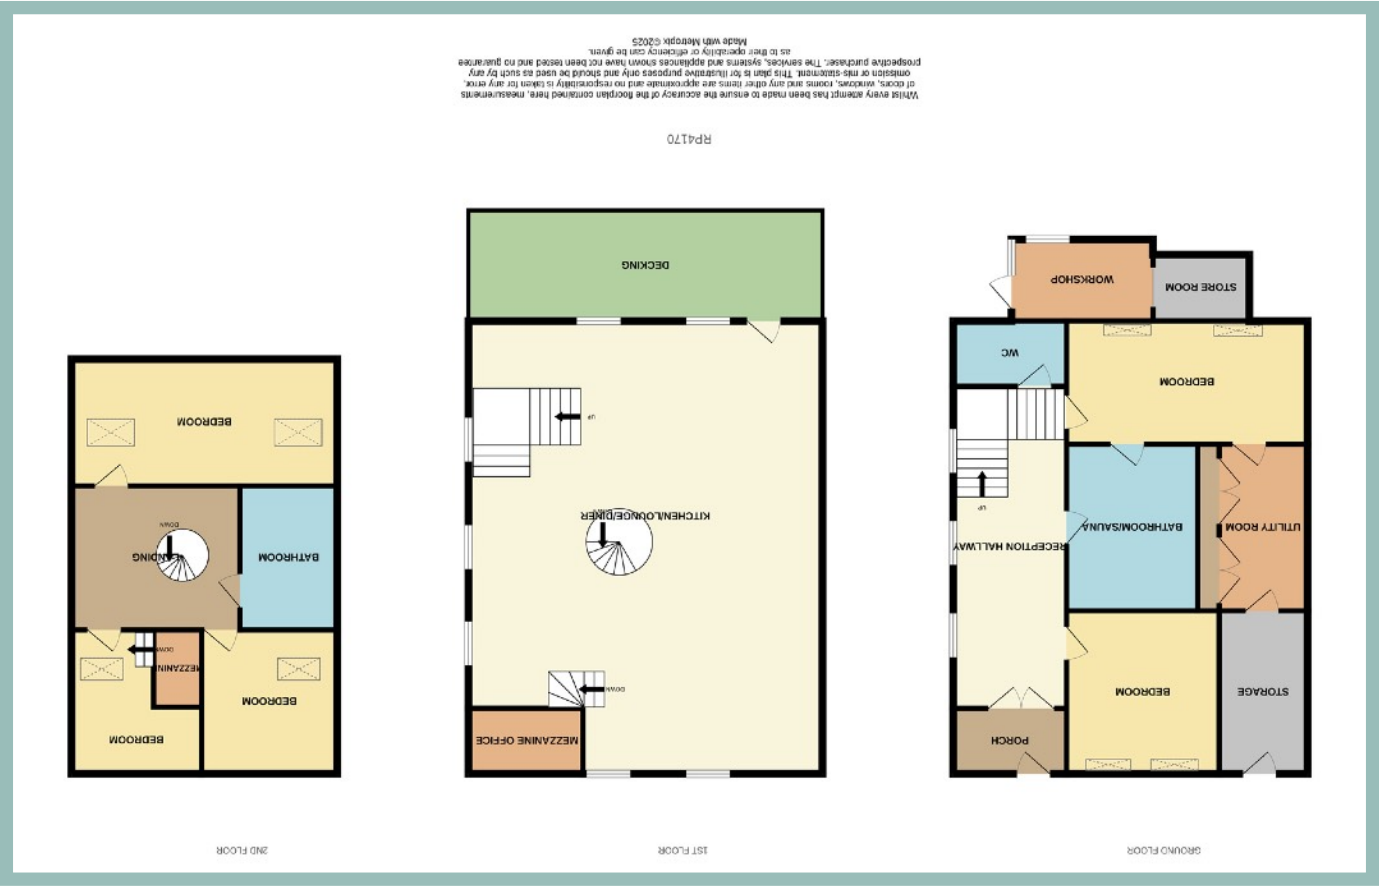 GROUND FLOOR
1ST FLOOR
2ND FLOOR
PORCH
BEDROOM
STORAGE
RECEPTION HALLWAY
UP
BATHROOM/SAUNA
UTILITY ROOM
BEDROOM
WC
WORKSHOP
STORE ROOM
MEZZANINE OFFICE
DOWN
KITCHEN/LOUNGE/DINER
UP
DECKING
BEDROOM
BEDROOM
MEZZANINE
DOWN
BATHROOM
LANDING
DOWN
BEDROOM
RP4170
Whilst every attempt has been made to ensure the accuracy of the floorplan contained here, measurements
of doors, windows, rooms and any other items are approximate and no responsibility is taken for any error,
omission or mis-statement. This plan is for illustrative purposes only and should be used as such by any
prospective purchaser. The services, systems and appliances shown have not been tested and no guarantee
as to their operability or efficiency can be given.
Made with Metropix ©2025